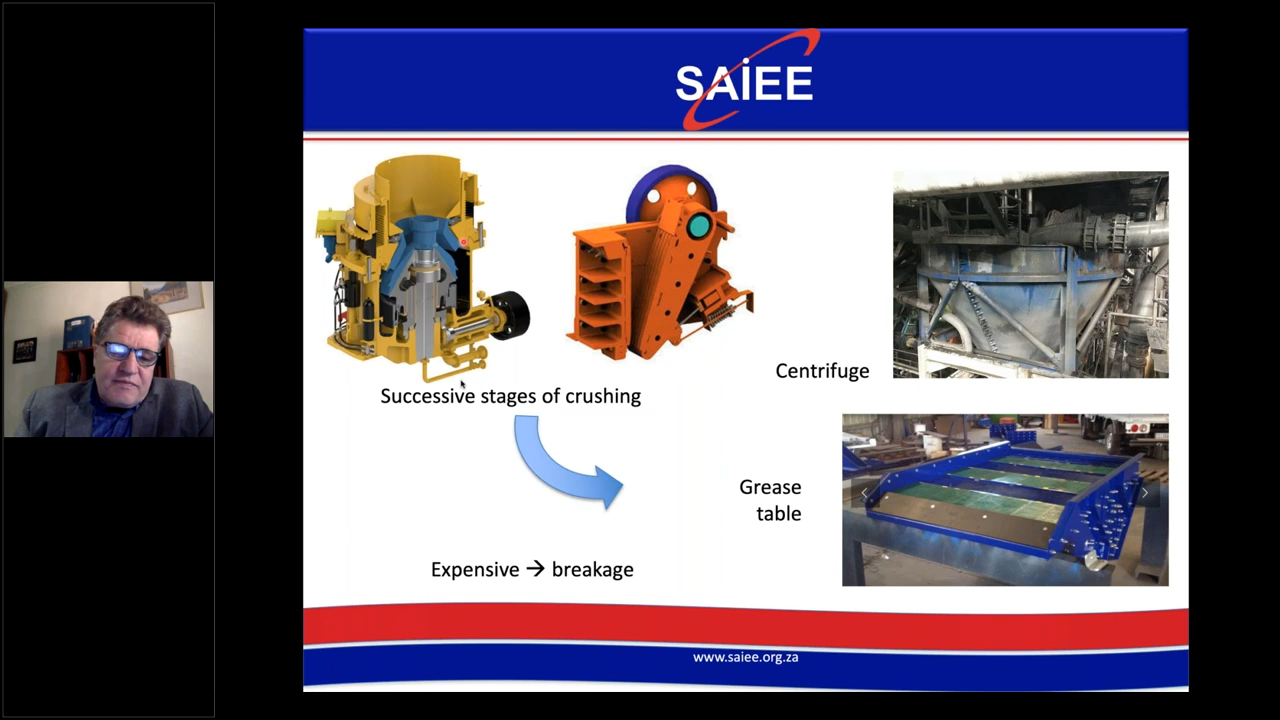 SAiEE
Successive stages of crushing
Centrifuge
Grease
table
Expensive → breakage
www.saiee.org.za